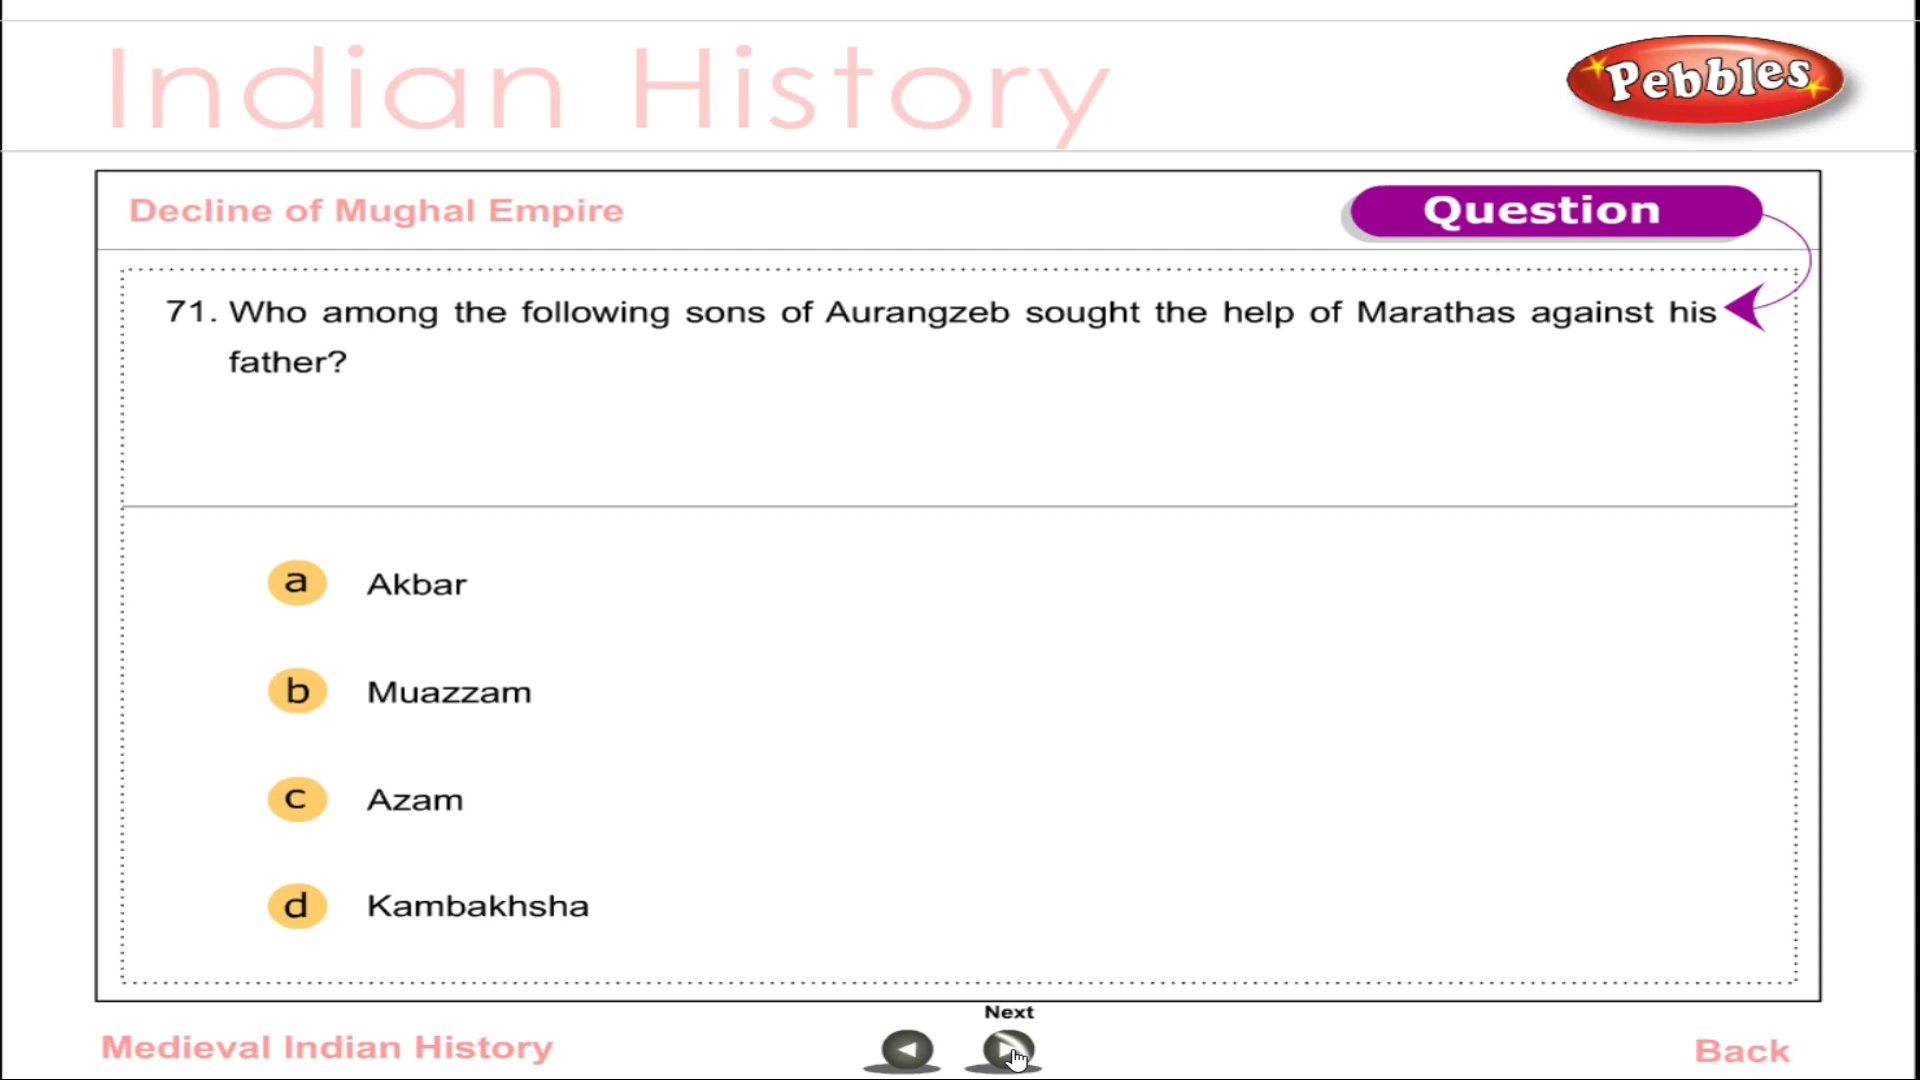 Indian History
Pebbles
Decline of Mughal Empire
Question
71. Who among the following sons of Aurangzeb sought the help of Marathas against his
father?
a Akbar
b Muazzam
c Azam
d Kambakhsha
Next
Medieval Indian History
Back